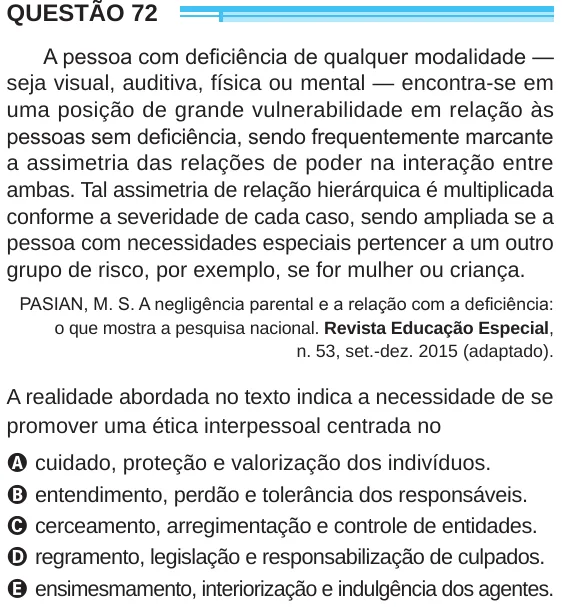 QUESTÃO 72
A pessoa com deficiência de qualquer modalidade —
seja visual, auditiva, física ou mental — encontra-se em
uma posição de grande vulnerabilidade em relação às
pessoas sem deficiência, sendo frequentemente marcante
a assimetria das relações de poder na interação entre
ambas. Tal assimetria de relação hierárquica é multiplicada
conforme a severidade de cada caso, sendo ampliada se a
pessoa com necessidades especiais pertencer a um outro
grupo de risco, por exemplo, se for mulher ou criança.
PASIAN, M. S. A negligência parental e a relação com a deficiência:
o que mostra a pesquisa nacional. Revista Educação Especial,
n. 53, set.-dez. 2015 (adaptado).
A realidade abordada no texto indica a necessidade de se
promover uma ética interpessoal centrada no
A cuidado, proteção e valorização dos indivíduos.
B entendimento, perdão e tolerância dos responsáveis.
C cerceamento, arregimentação e controle de entidades.
D regramento, legislação e responsabilização de culpados.
E ensimesmamento, interiorização e indulgência dos agentes.